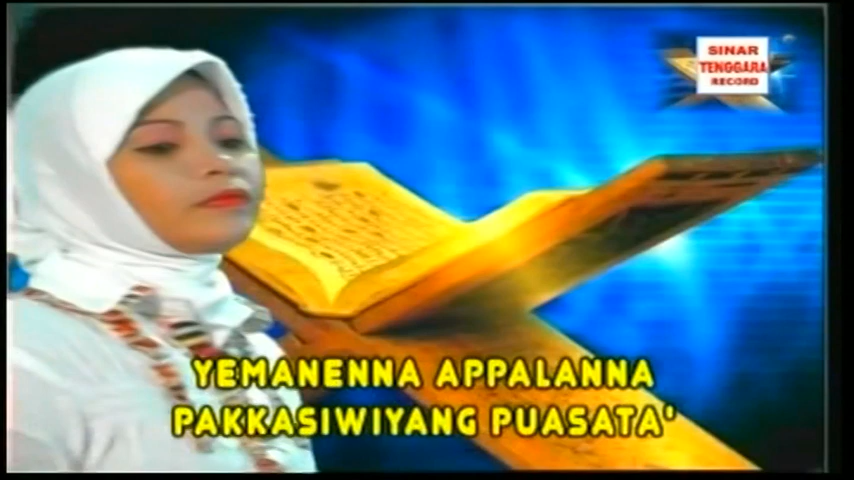 SINAR
TENGGARA
RECORD
YEMANENNA APPALANNA
PAKKASIWIYANG PUASATA'